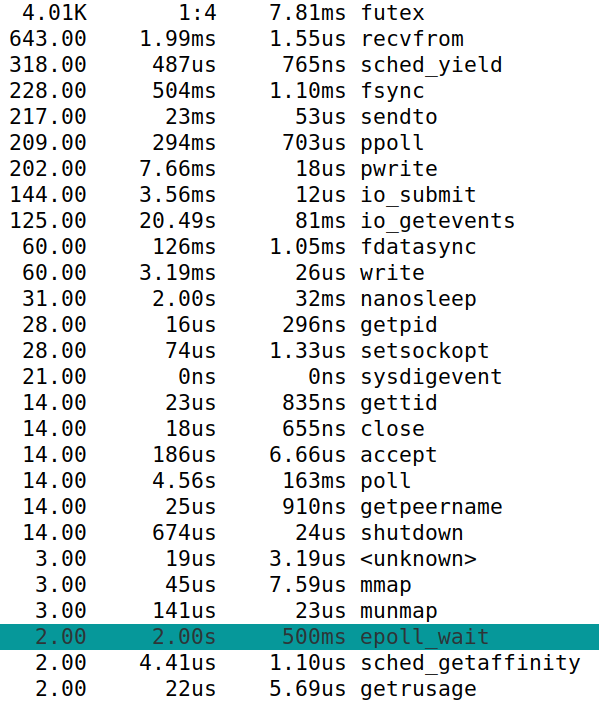 4.01K 1:4 7.81ms futex
643.00 1.99ms 1.55us recvfrom
318.00 487us 765ns sched_yield
228.00 504ms 1.10ms fsync
217.00 23ms 53us sendto
209.00 294ms 703us ppoll
202.00 7.66ms 18us pwrite
144.00 3.56ms 12us io_submit
125.00 20.49s 81ms io_getevents
60.00 126ms 1.05ms fdatasync
60.00 3.19ms 26us write
31.00 2.00s 32ms nanosleep
28.00 16us 296ns getpid
28.00 74us 1.33us setsockopt
21.00 0ns 0ns sysdigevent
14.00 23us 835ns gettid
14.00 18us 655ns close
14.00 186us 6.66us accept
14.00 4.56s 163ms poll
14.00 25us 910ns getpeername
14.00 674us 24us shutdown
3.00 19us 3.19us <unknown>
3.00 45us 7.59us mmap
3.00 141us 23us munmap
2.00 2.00s 500ms epoll_wait
2.00 4.41us 1.10us sched_getaffinity
2.00 22us 5.69us getrusage